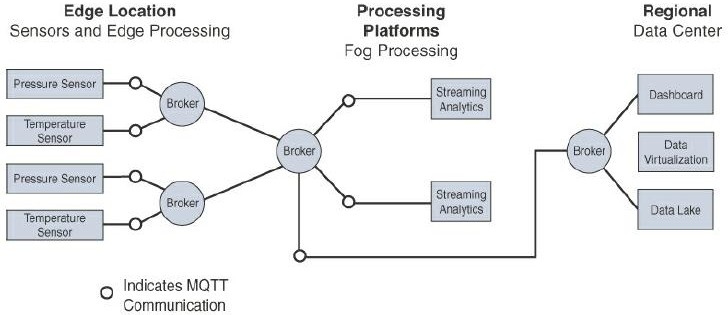 Edge Location
Sensors and Edge Processing
Processing
Platforms
Fog Processing
Regional
Data Center
Pressure Sensor
Temperature
Sensor
Pressure Sensor
Temperature
Sensor
Broker
Broker
Broker
Streaming
Analytics
Streaming
Analytics
Broker
Dashboard
Data
Virtualization
Data Lake
Indicates MQTT
Communication